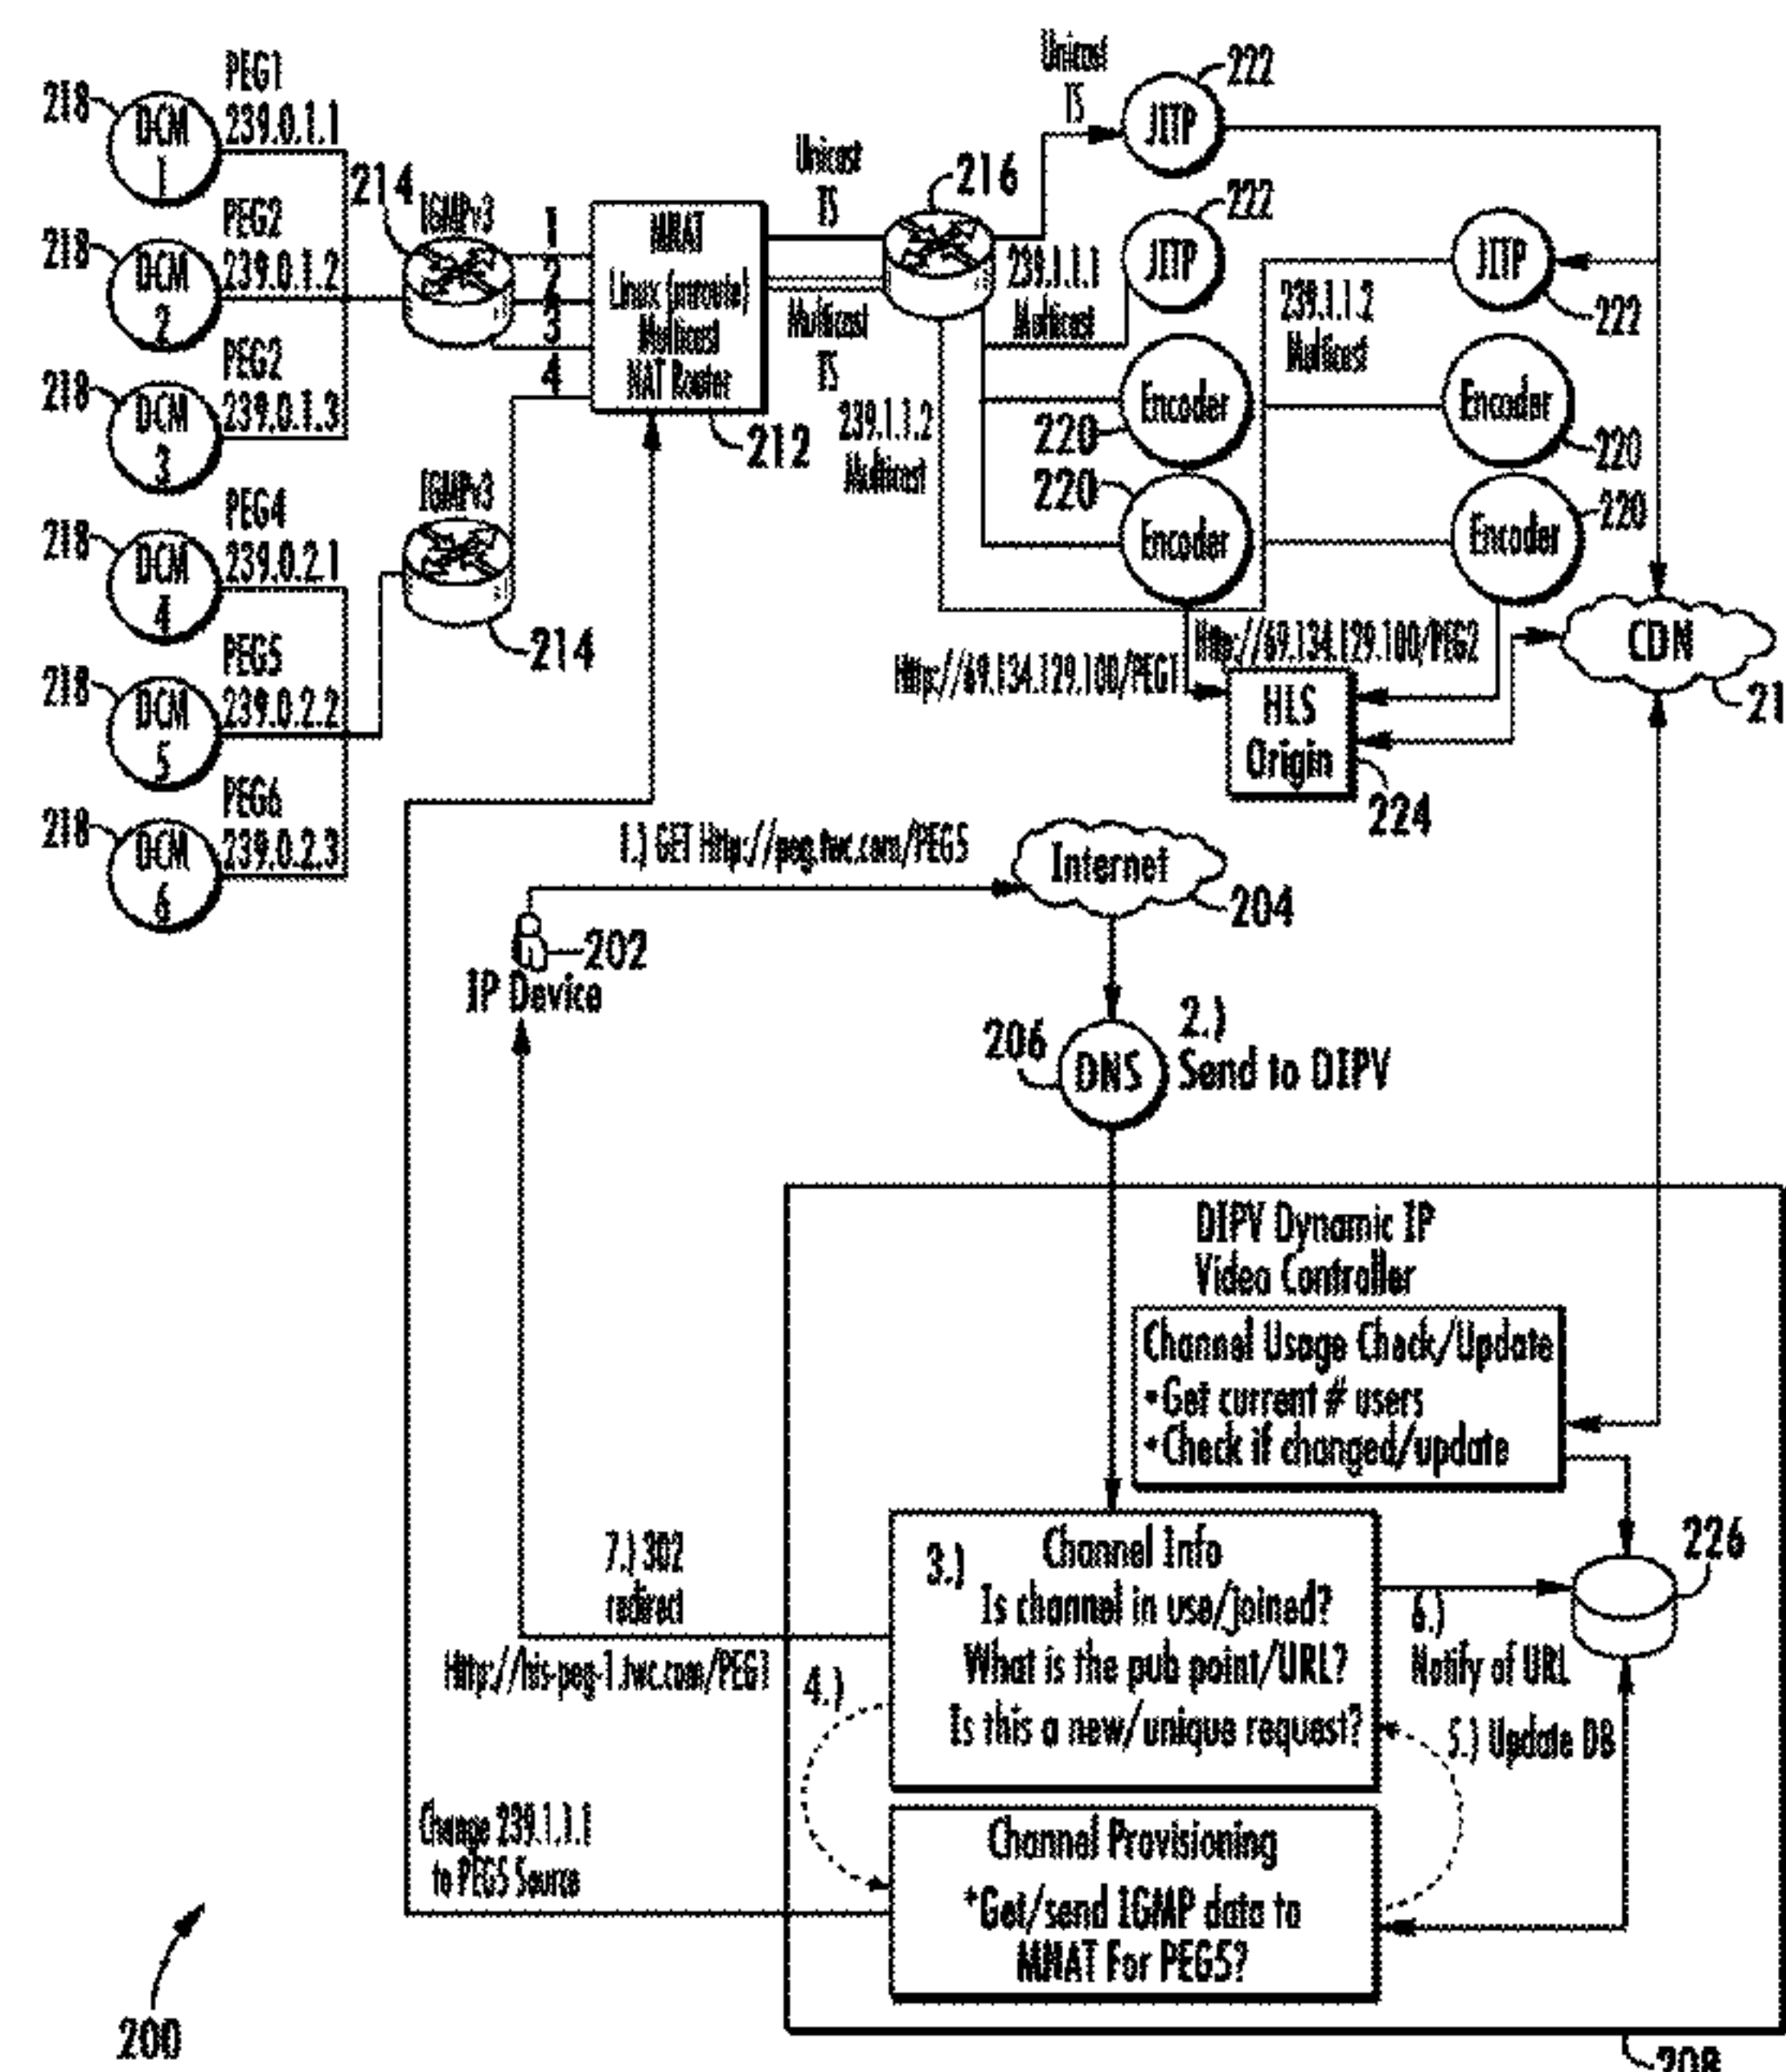 PEG1
218
DCM
1
239.0.1.1
PEG2
218
DCM
2
239.0.1.2
PEG2
218
DCM
3
239.0.1.3
PEG4
218
DCM
4
239.0.2.1
PEG5
218
DCM
5
239.0.2.2
PEG6
218
DCM
6
239.0.2.3
214
IGMPv3
1
2
3
4
IGMPv3
214
Linux (mroute)
Multicast
NAT Router
212
Unicast
TS
Multicast
TS
216
Unicast
TS
JITP
222
JITP
222
JITP
222
239.1.1.1
Multicast
239.1.1.2
Multicast
239.1.1.2
Multicast
Encoder
220
Encoder
220
220
Encoder
Encoder
220
Http://69.134.129.100/PEG1
Http://69.134.129.100/PEG2
HLS
Origin
224
CDN
21
1.) GET Http://peg.twc.com/PEG5
Internet
204
202
IP Device
206
DNS
2.)
Send to DIPV
DIPV Dynamic IP
Video Controller
Channel Usage Check/Update
•Get current # users
•Check if changed/update
3.)
Channel Info
Is channel in use/joined?
What is the pub point/URL?
Is this a new/unique request?
226
6.)
Notify of URL
5.) Update DB
7.) 302
redirect
4.)
Channel Provisioning
*Get/send IGMP data to
MNAT For PEG5?
Change 239.1.1.1
to PEG5 Source
200
208